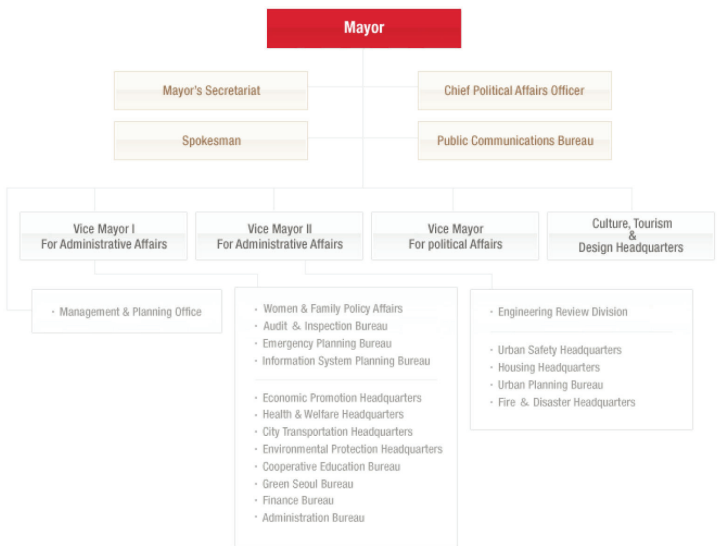 Mayor
Mayor's Secretariat
Chief Political Affairs Officer
Spokesman
Public Communications Bureau
Vice Mayor I
For Administrative Affairs
Vice Mayor II
For Administrative Affairs
Vice Mayor
For political Affairs
Culture, Tourism
&
Design Headquarters
· Management & Planning Office
· Women & Family Policy Affairs
· Audit & Inspection Bureau
· Emergency Planning Bureau
· Information System Planning Bureau
· Economic Promotion Headquarters
· Health & Welfare Headquarters
· City Transportation Headquarters
· Environmental Protection Headquarters
· Cooperative Education Bureau
· Green Seoul Bureau
· Finance Bureau
· Administration Bureau
· Engineering Review Division
· Urban Safety Headquarters
· Housing Headquarters
· Urban Planning Bureau
· Fire & Disaster Headquarters